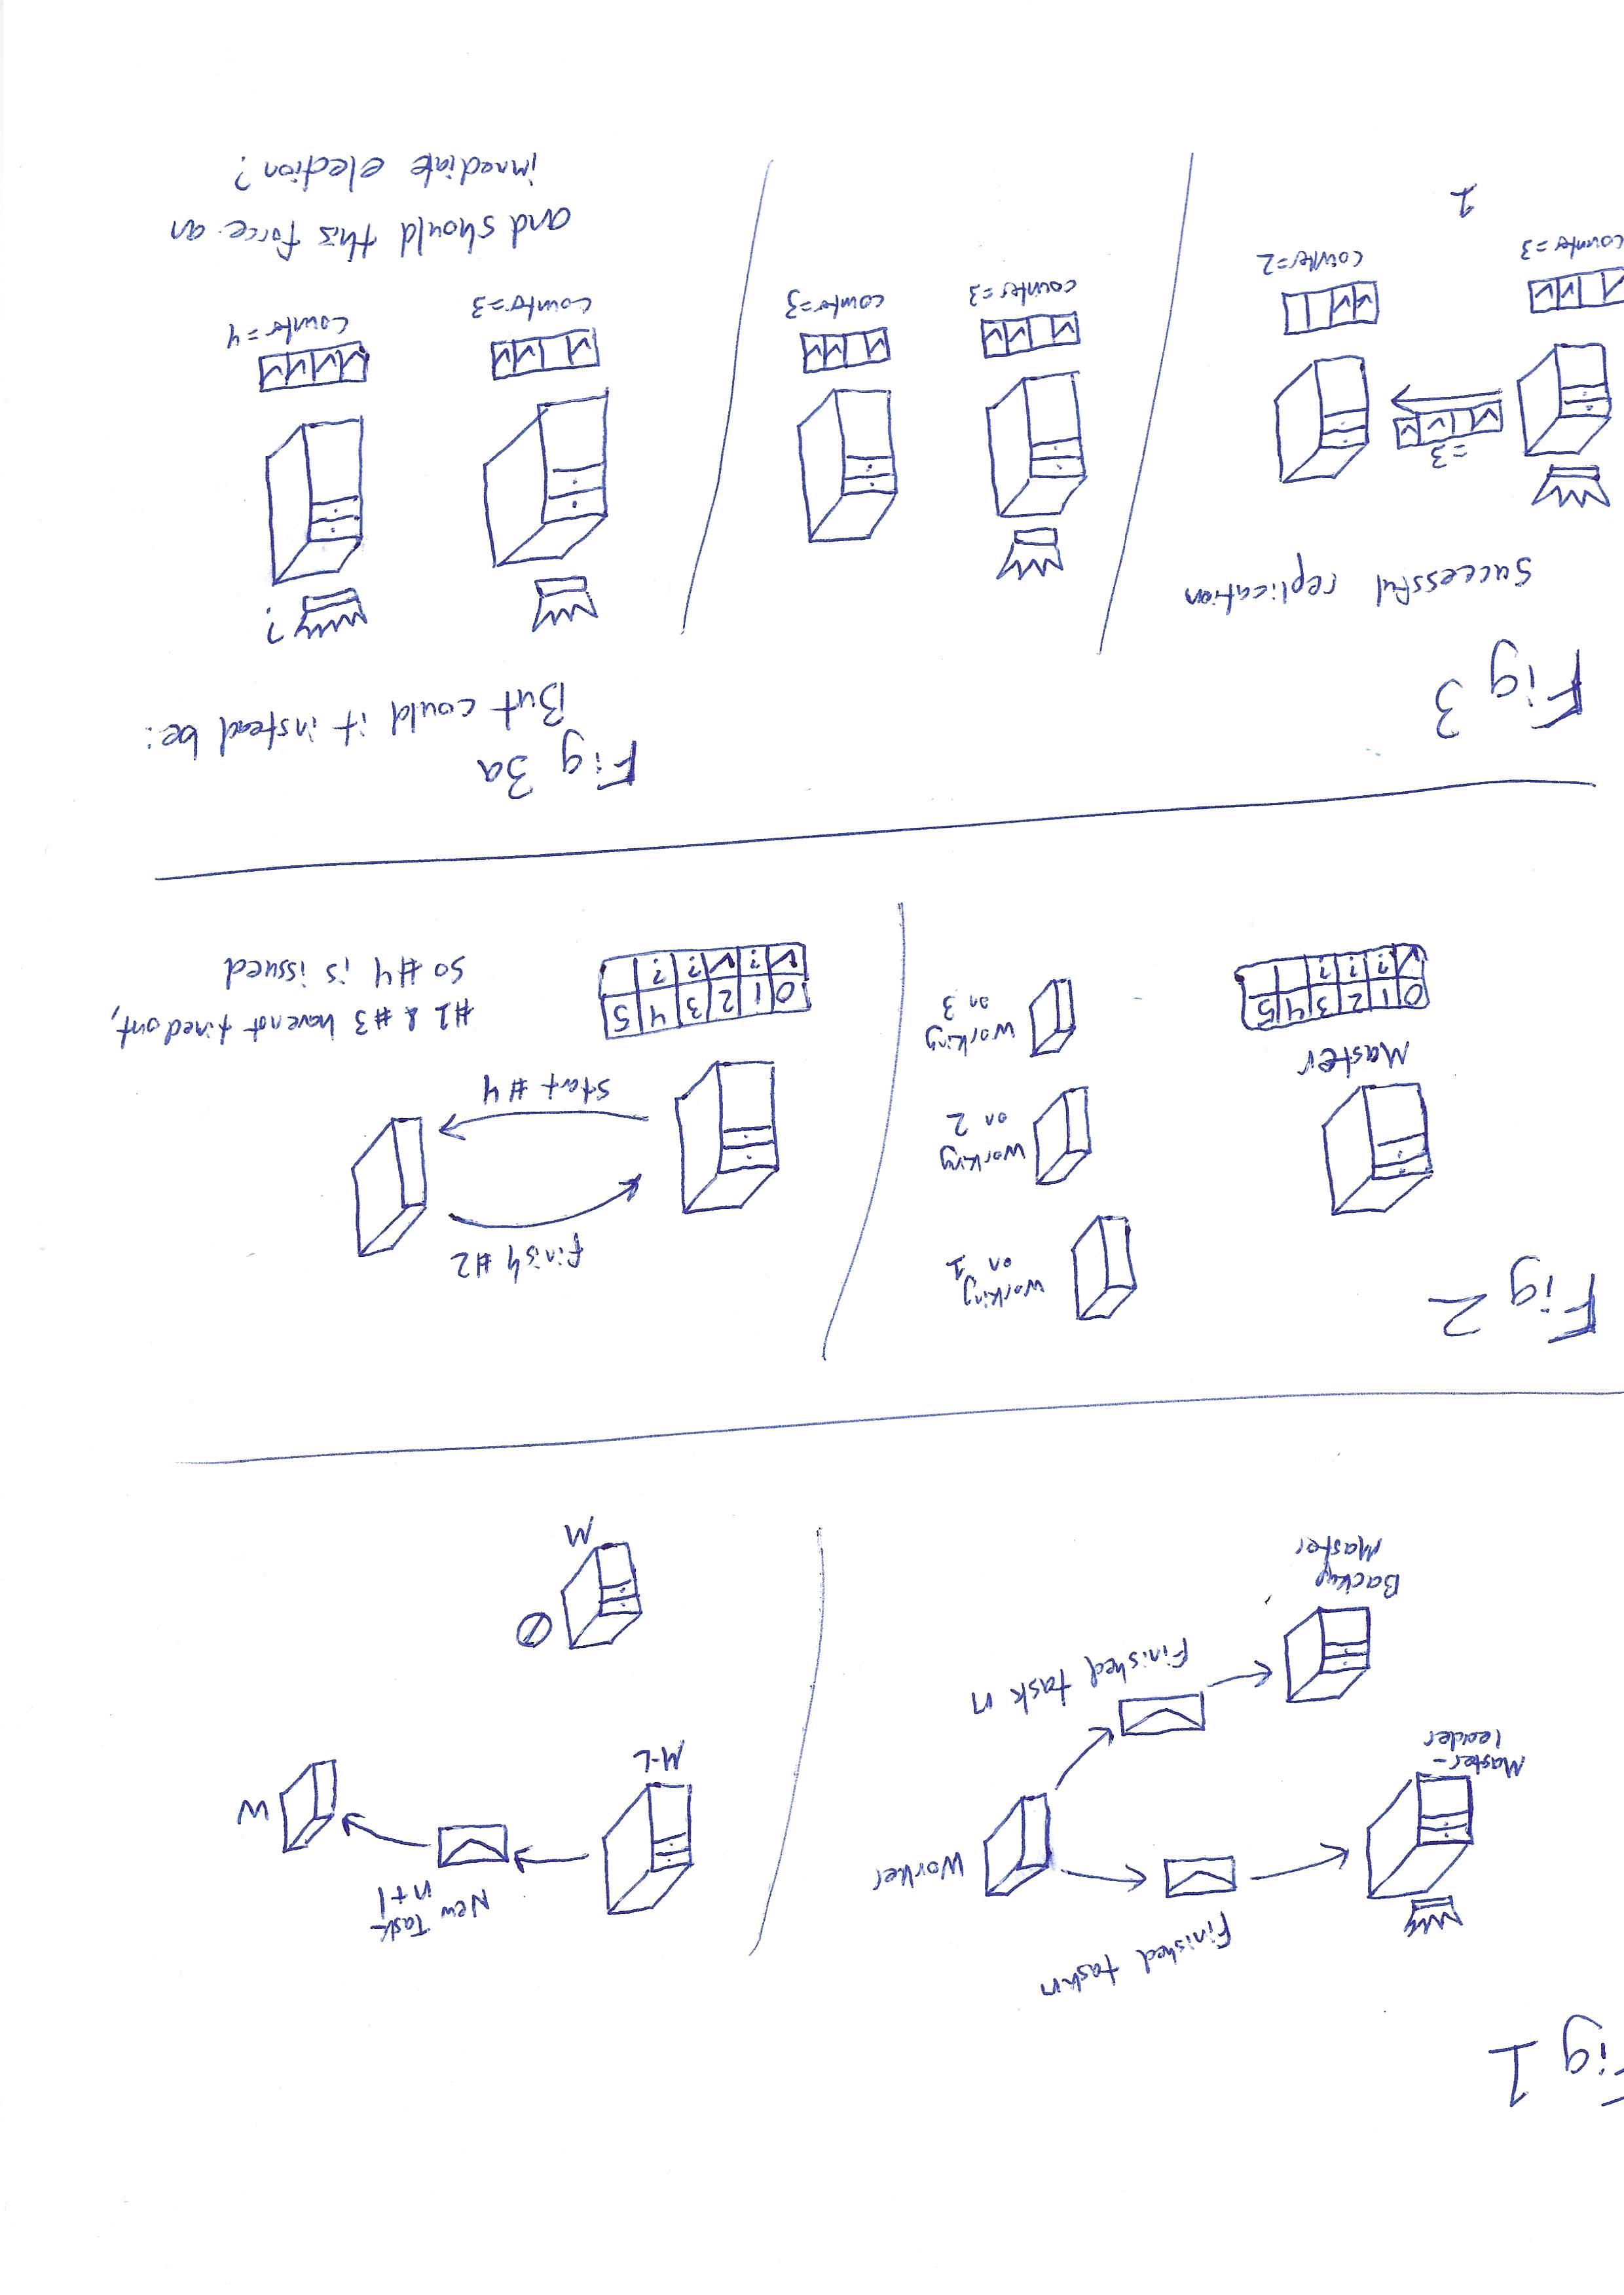 Fig 1
Finished task n
Master-
leader
Worker
Finished task n
Backup
Master
New Task
n+1
M-L
W
M
Fig 2
Master
0 1 2 3 4 5
✓ ? ? ?
working
on 1
working
on 2
working
on 3
finish #2
start #4
0 1 2 3 4 5
✓ ? ✓ ? ?
#1 & #3 have not timed out,
so #4 is issued
Fig 3
Successful replication
=3
counter=3
counter=2
1
counter=3
counter=3
Fig 3a
But could it instead be:
?
counter=3
counter=4
and should this force an
immediate election?